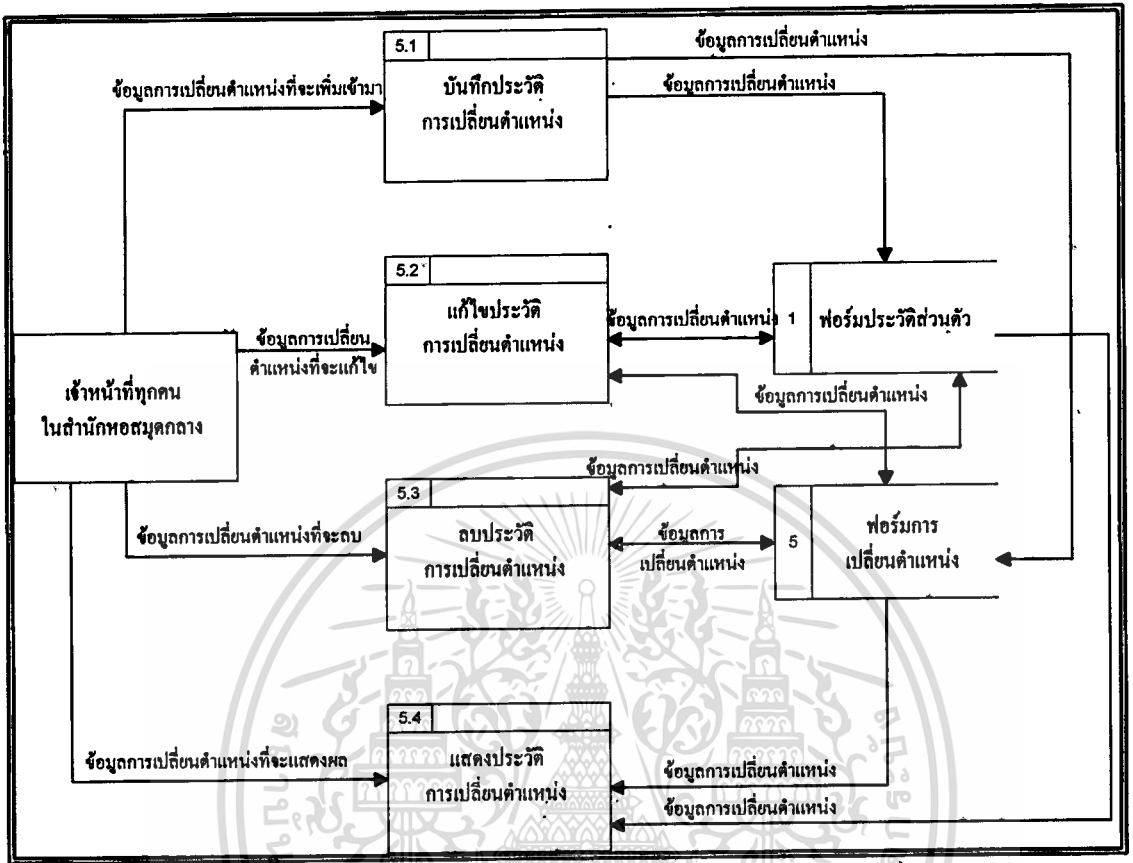 5.1
ข้อมูลการเปลี่ยนตำแหน่ง
ข้อมูลการเปลี่ยนตำแหน่งที่จะเพิ่มเข้ามา
บันทึกประวัติ
การเปลี่ยนตำแหน่ง
ข้อมูลการเปลี่ยนตำแหน่ง
5.2
แก้ไขประวัติ
การเปลี่ยนตำแหน่ง
ข้อมูลการเปลี่ยนตำแหน่ง
1
ฟอร์มประวัติส่วนตัว
ข้อมูลการเปลี่ยน
ตำแหน่งที่จะแก้ไข
เจ้าหน้าที่ทุกคน
ในสำนักหอสมุดกลาง
ข้อมูลการเปลี่ยนตำแหน่ง
ข้อมูลการเปลี่ยนตำแหน่ง
5.3
ลบประวัติ
การเปลี่ยนตำแหน่ง
ข้อมูลการเปลี่ยนตำแหน่งที่จะลบ
ข้อมูลการ
เปลี่ยนตำแหน่ง
5
ฟอร์มการ
เปลี่ยนตำแหน่ง
5.4
แสดงประวัติ
การเปลี่ยนตำแหน่ง
ข้อมูลการเปลี่ยนตำแหน่งที่จะแสดงผล
ข้อมูลการเปลี่ยนตำแหน่ง
ข้อมูลการเปลี่ยนตำแหน่ง